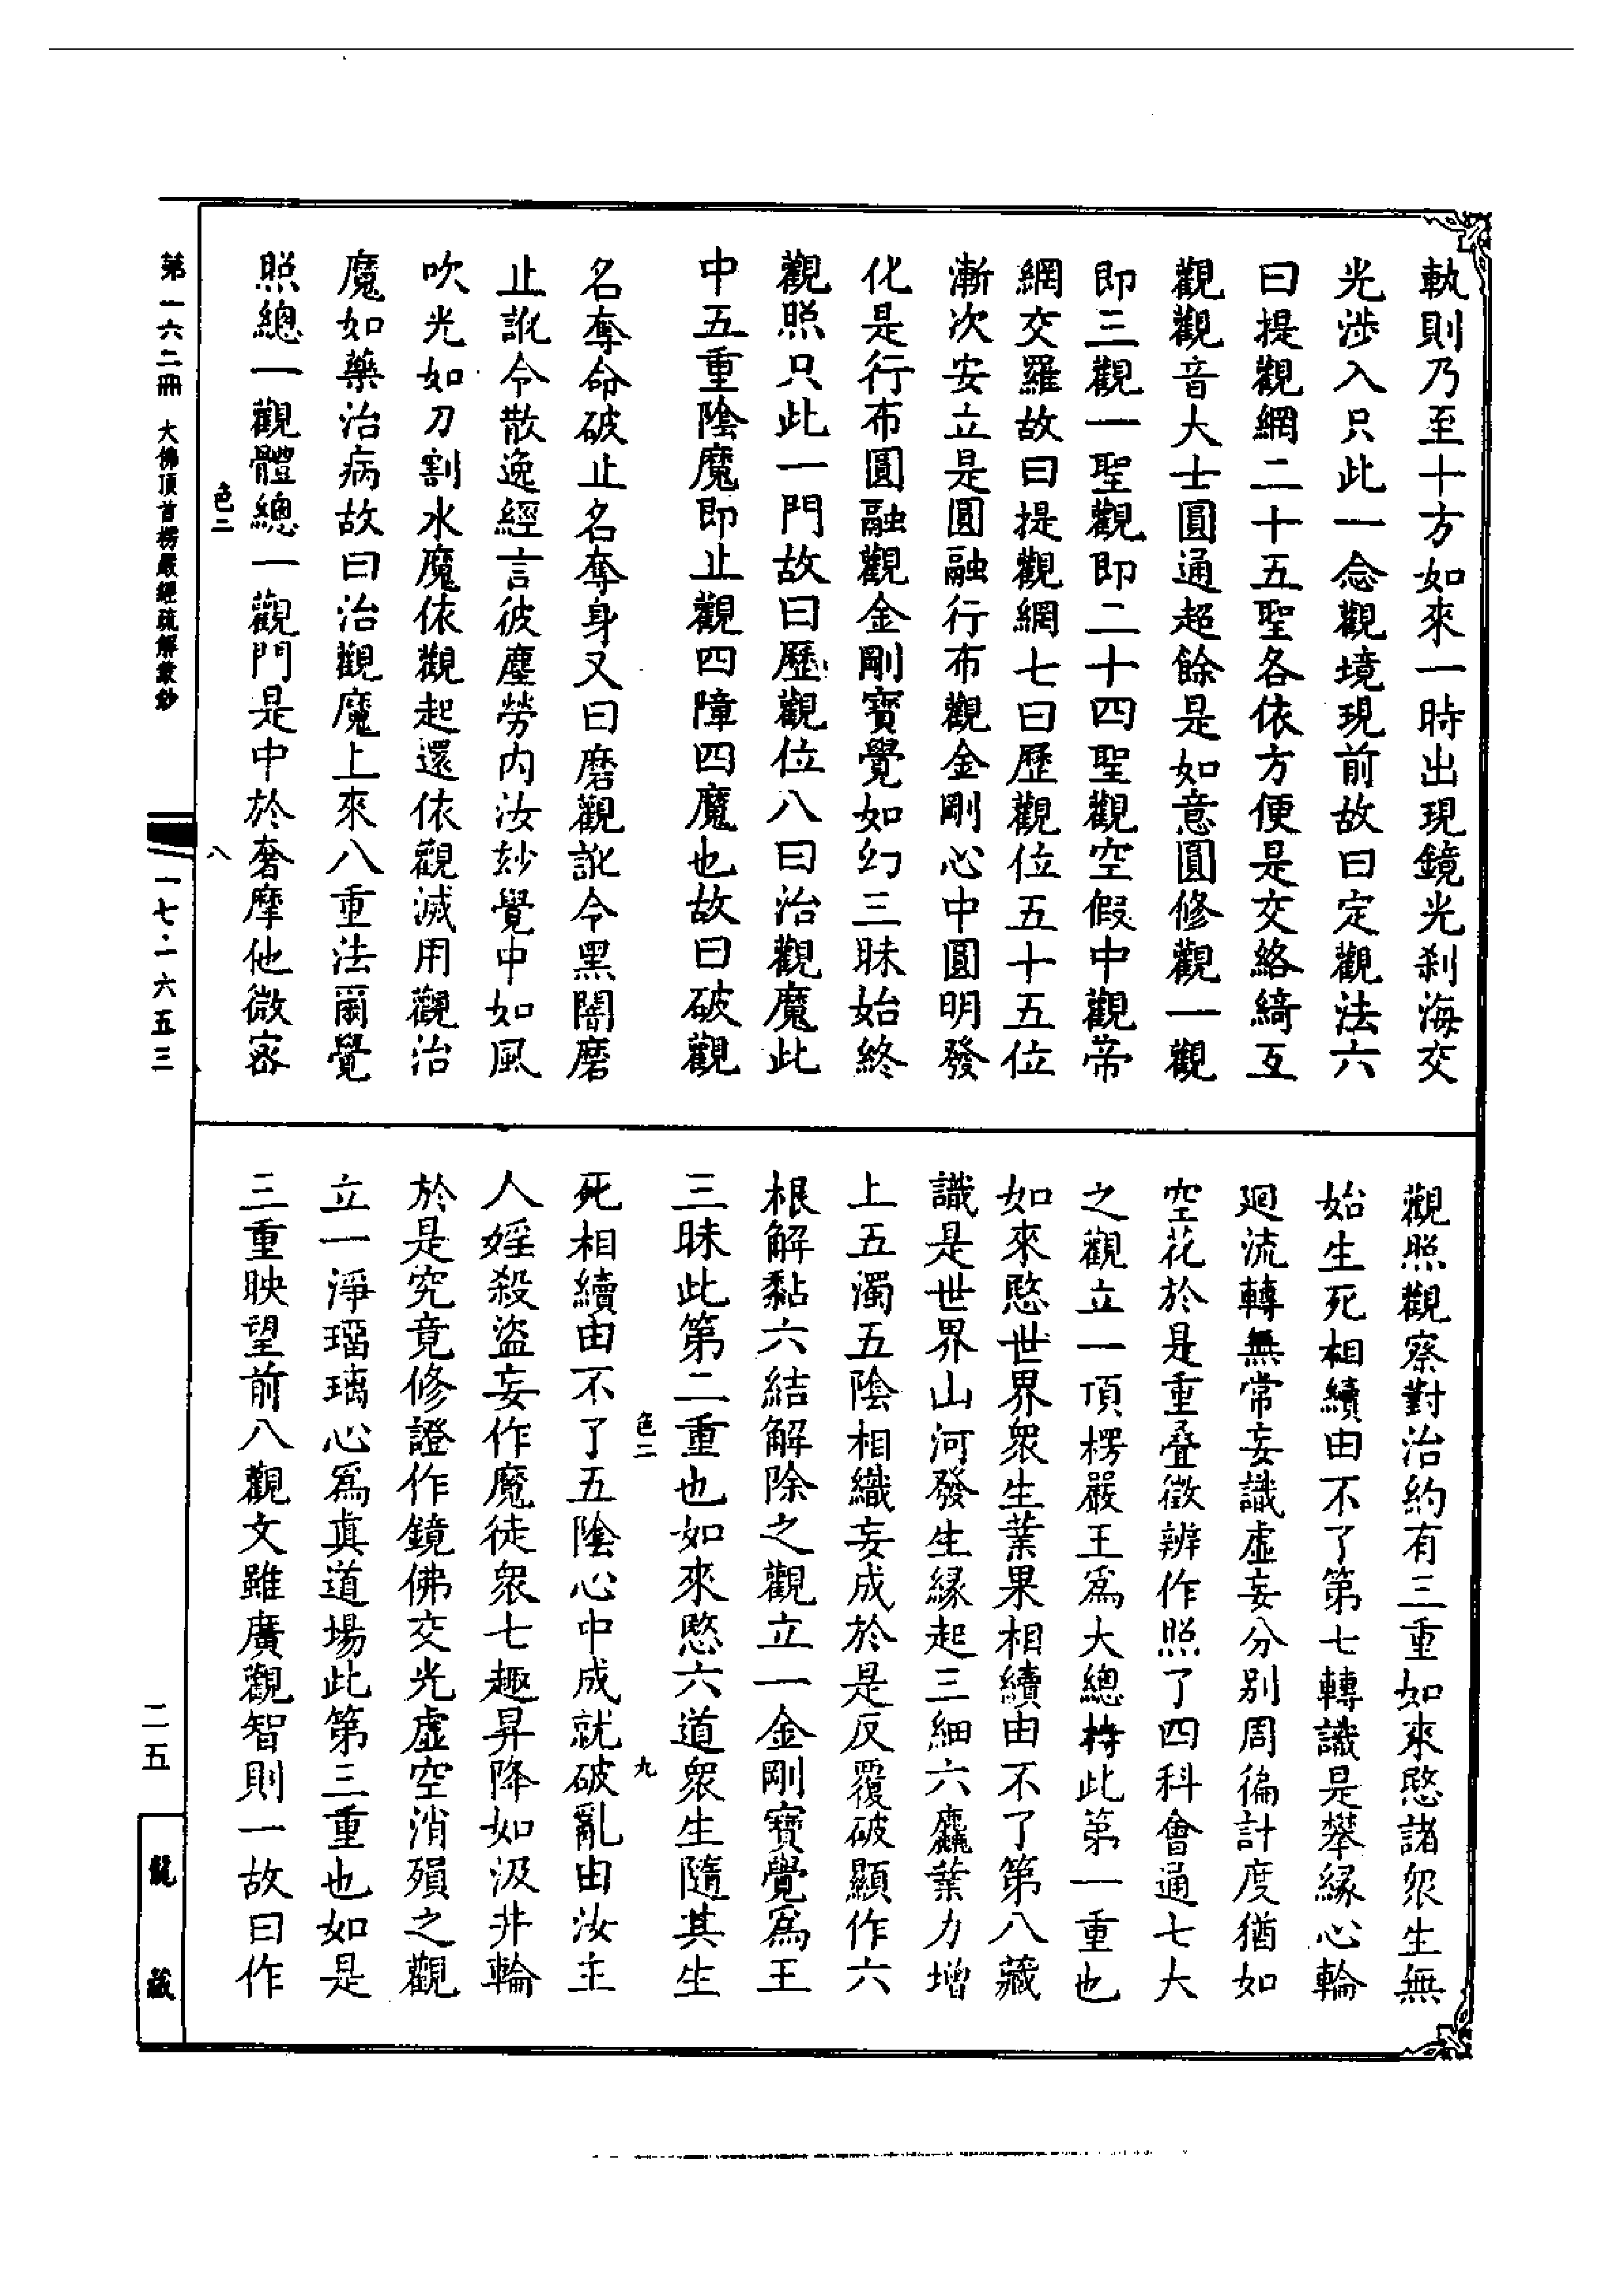 軌則乃至十方如來一時出現鏡光剎海交
光涉入只此一念觀境現前故曰定觀法六
曰提觀網二十五聖各依方便是交絡綺互
觀觀音大士圓通超餘是如意圓修觀一觀
即三觀一聖觀即二十四聖觀空假中觀帝
網交羅故曰提觀網七曰歷觀位五十五位
漸次安立是圓融行布觀金剛心中圓明發
化是行布圓融觀金剛寶覺如幻三昧始終
觀照只此一門故曰歷觀位八曰治觀魔此
中五重陰魔即止觀四障四魔也故曰破觀
名奪命破止名奪身又曰磨觀訛令黑闇磨
止訛令散逸經言彼塵勞內汝玅覺中如風
吹光如刀割水魔依觀起還依觀滅用觀治
魔如藥治病故曰治觀魔上來八重法爾覺
照總一觀體總一觀門是中於奢摩他微密
色二
八
觀照觀察對治約有三重如來愍諸眾生無
始生死相續由不了第七轉識是攀緣心輪
廻流轉無常妄識虛妄分別周徧計度猶如
空花於是重疊徵辨作照了四科會通七大
之觀立一頂楞嚴王為大總持此第一重也
如來愍世界眾生業果相續由不了第八藏
識是世界山河發生緣起三細六麤業力增
上五濁五陰相織妄成於是反覆破顯作六
根解黏六結解除之觀立一金剛寶覺為王
三昧此第二重也如來愍六道眾生隨其生
色二
九
死相續由不了五陰心中成就破亂由汝主
人婬殺盜妄作魔徒眾七趣昇降如汲井輪
於是究竟修證作鏡佛交光虛空消殞之觀
立一淨瑠璃心為真道場此第三重也如是
三重映望前八觀文雖廣觀智則一故曰作
第一六二冊 大佛頂首楞嚴經疏解蒙鈔
一七二一六五三
二五
龍藏